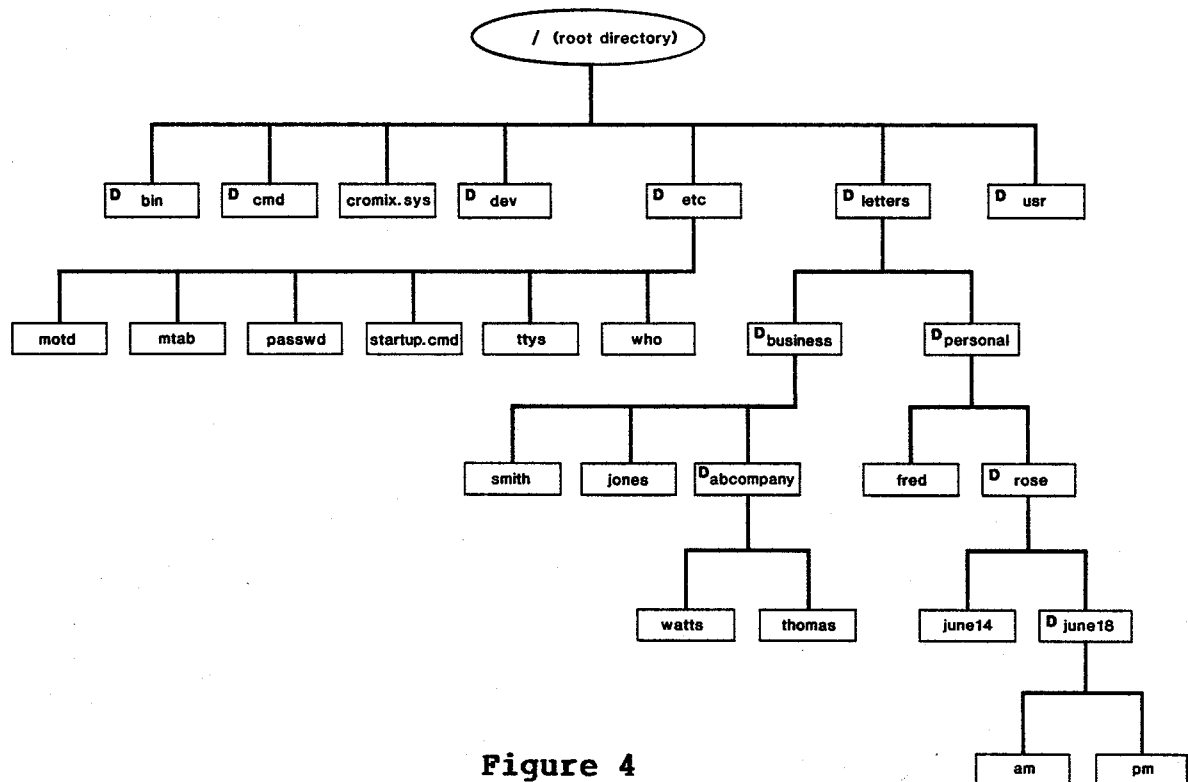 / (root directory)
D bin D cmd cromix.sys D dev D etc D letters D usr
motd mtab passwd startup.cmd ttys who D business D personal
smith jones D abcompany fred D rose
watts thomas june14 D june18
am pm
Figure 4